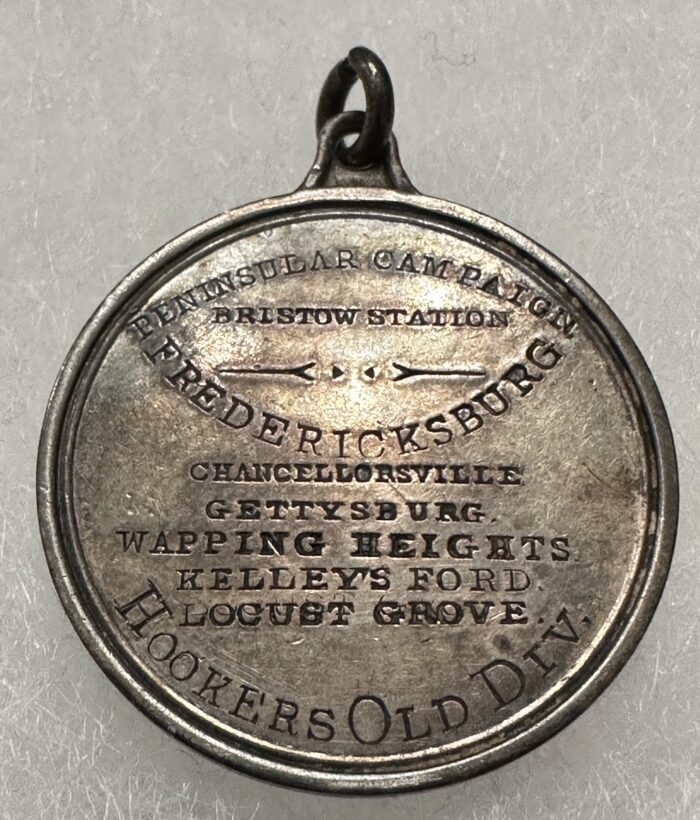 PENINSULAR CAMPAIGN
BRISTOW STATION
FREDERICKSBURG
CHANCELLORSVILLE
GETTYSBURG.
WAPPING HEIGHTS.
KELLEY'S FORD.
LOCUST GROVE.
HOOKERS OLD DIV.